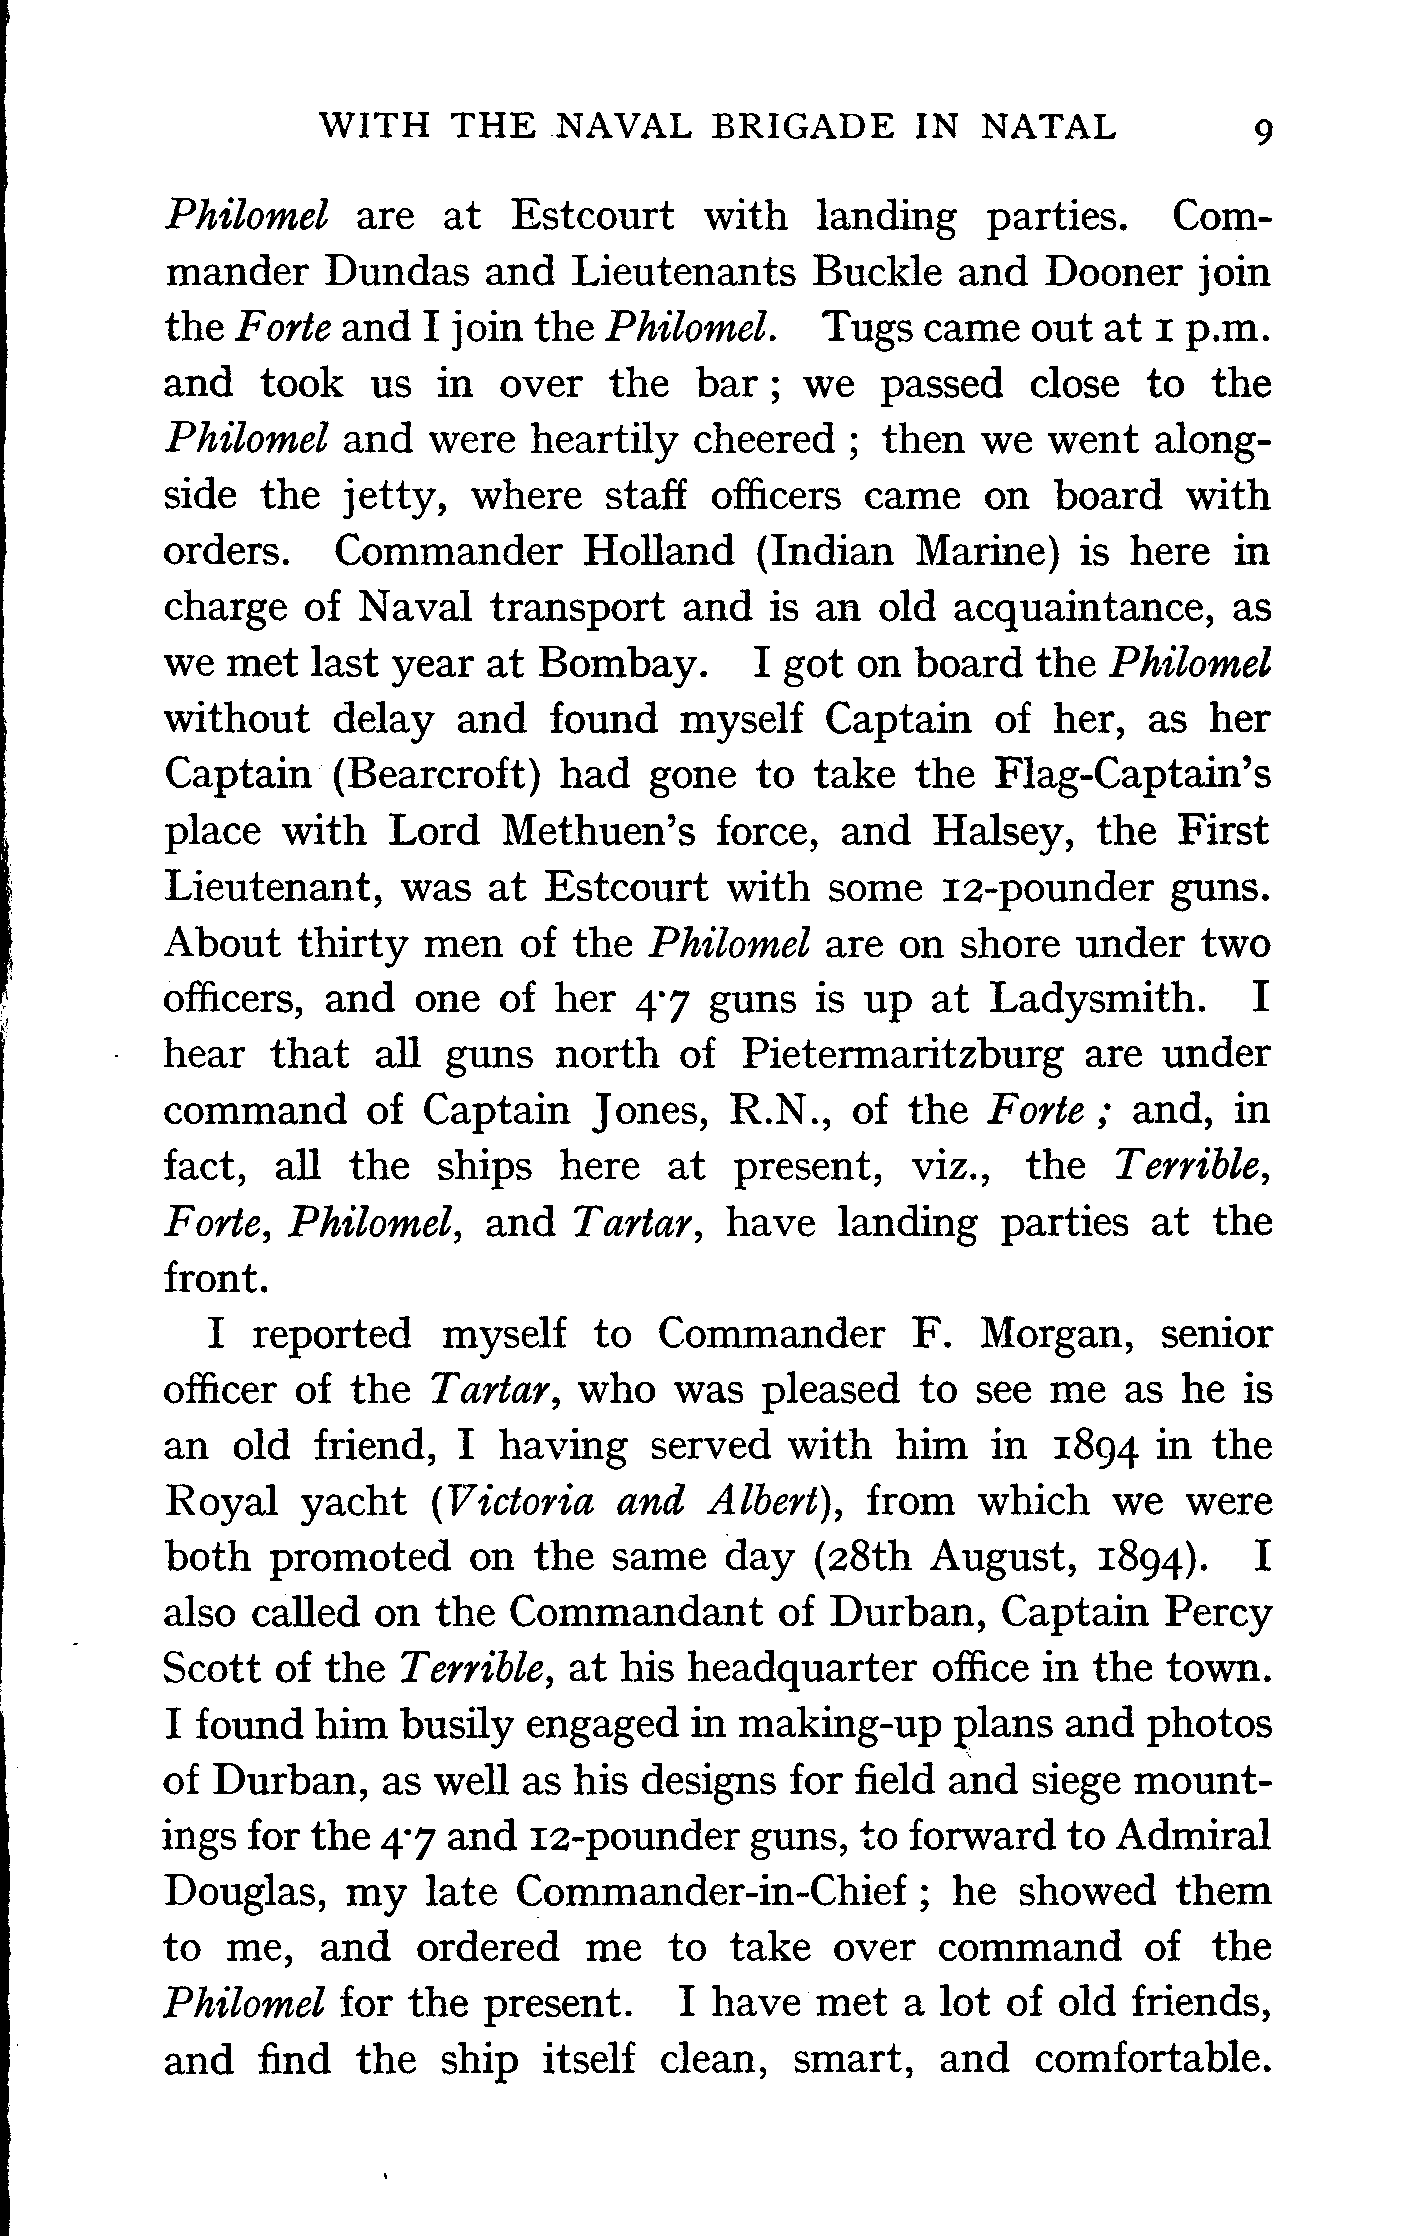 WITH THE NAVAL BRIGADE IN NATAL 9
Philomel are at Estcourt with landing parties. Com-
mander Dundas and Lieutenants Buckle and Dooner join
the Forte and I join the Philomel. Tugs came out at 1 p.m.
and took us in over the bar ; we passed close to the
Philomel and were heartily cheered ; then we went along-
side the jetty, where staff officers came on board with
orders. Commander Holland (Indian Marine) is here in
charge of Naval transport and is an old acquaintance, as
we met last year at Bombay. I got on board the Philomel
without delay and found myself Captain of her, as her
Captain (Bearcroft) had gone to take the Flag-Captain's
place with Lord Methuen's force, and Halsey, the First
Lieutenant, was at Estcourt with some 12-pounder guns.
About thirty men of the Philomel are on shore under two
officers, and one of her 4·7 guns is up at Ladysmith. I
hear that all guns north of Pietermaritzburg are under
command of Captain Jones, R.N., of the Forte ; and, in
fact, all the ships here at present, viz., the Terrible,
Forte, Philomel, and Tartar, have landing parties at the
front.
I reported myself to Commander F. Morgan, senior
officer of the Tartar, who was pleased to see me as he is
an old friend, I having served with him in 1894 in the
Royal yacht (Victoria and Albert), from which we were
both promoted on the same day (28th August, 1894). I
also called on the Commandant of Durban, Captain Percy
Scott of the Terrible, at his headquarter office in the town.
I found him busily engaged in making-up plans and photos
of Durban, as well as his designs for field and siege mount-
ings for the 4·7 and 12-pounder guns, to forward to Admiral
Douglas, my late Commander-in-Chief ; he showed them
to me, and ordered me to take over command of the
Philomel for the present. I have met a lot of old friends,
and find the ship itself clean, smart, and comfortable.